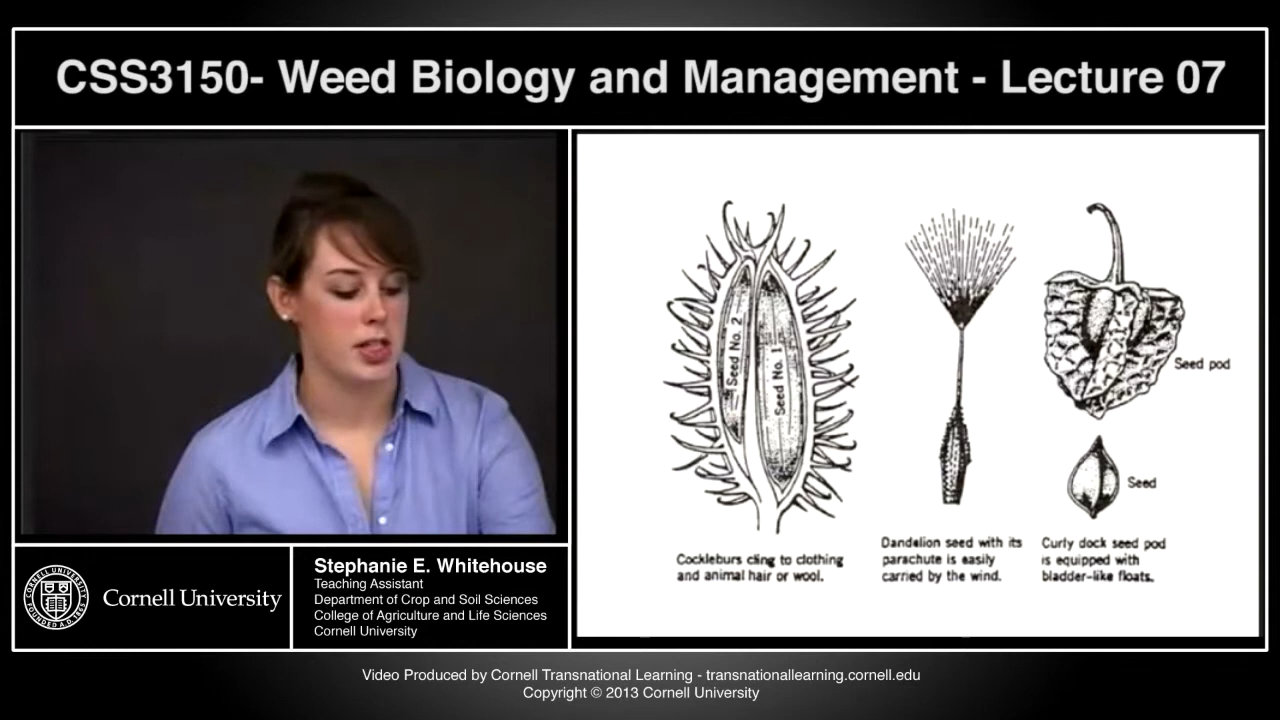 CSS3150- Weed Biology and Management - Lecture 07
Seed No. 2
Seed No. 1
Seed pod
Seed
Cockleburs cling to clothing
and animal hair or wool.
Dandelion seed with its
parachute is easily
carried by the wind.
Curly dock seed pod
is equipped with
bladder-like floats.
Cornell University
Stephanie E. Whitehouse
Teaching Assistant
Department of Crop and Soil Sciences
College of Agriculture and Life Sciences
Cornell University
Video Produced by Cornell Transnational Learning - transnationallearning.cornell.edu
Copyright © 2013 Cornell University